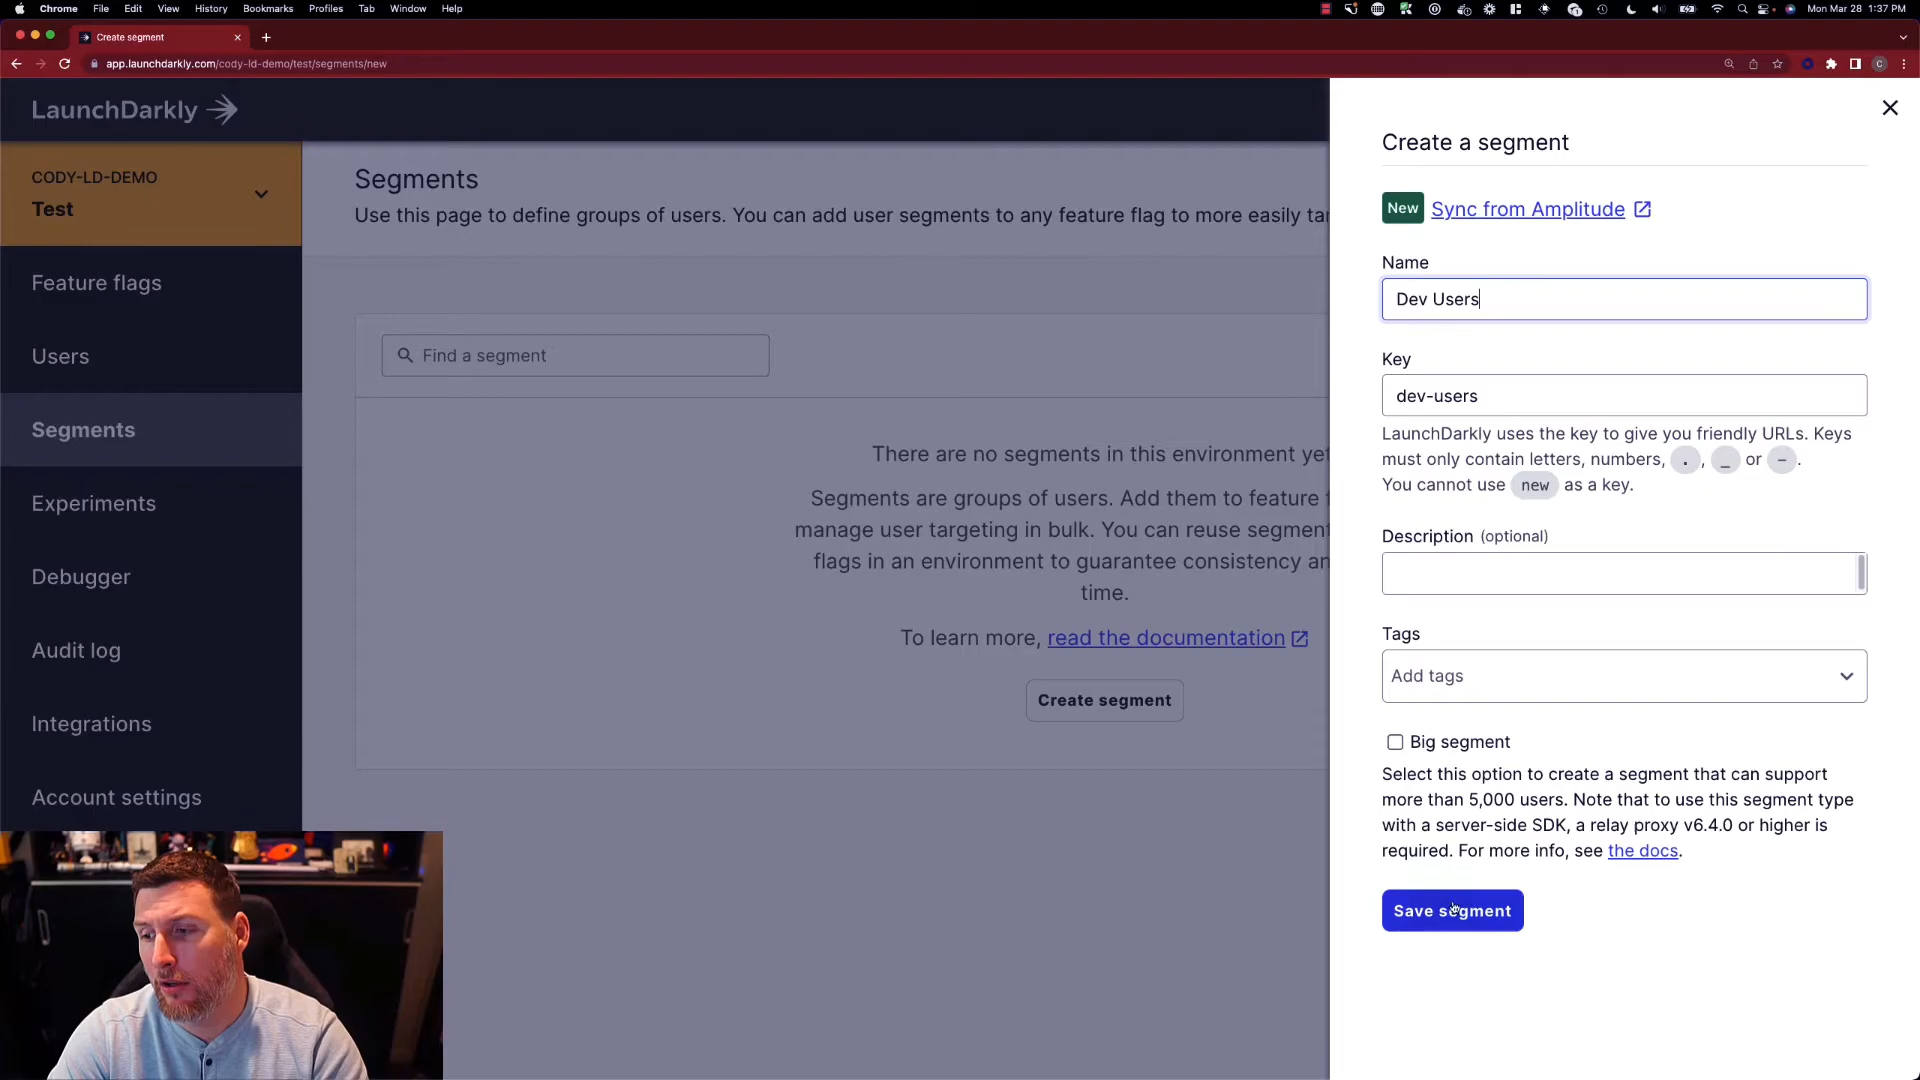 Chrome File Edit View History Bookmarks Profiles Tab Window Help
Mon Mar 28 1:37 PM
Create segment
app.launchdarkly.com/cody-ld-demo/test/segments/new
LaunchDarkly
CODY-LD-DEMO
Test
Feature flags
Users
Segments
Experiments
Debugger
Audit log
Integrations
Account settings
Segments
Use this page to define groups of users. You can add user segments to any feature flag to more easily tar
Find a segment
There are no segments in this environment yet
Segments are groups of users. Add them to feature f
manage user targeting in bulk. You can reuse segment
flags in an environment to guarantee consistency an
time.
To learn more, read the documentation
Create segment
Create a segment
New Sync from Amplitude
Name
Dev Users
Key
dev-users
LaunchDarkly uses the key to give you friendly URLs. Keys
must only contain letters, numbers, . , _ or - .
You cannot use new as a key.
Description (optional)
Tags
Add tags
Big segment
Select this option to create a segment that can support
more than 5,000 users. Note that to use this segment type
with a server-side SDK, a relay proxy v6.4.0 or higher is
required. For more info, see the docs.
Save segment